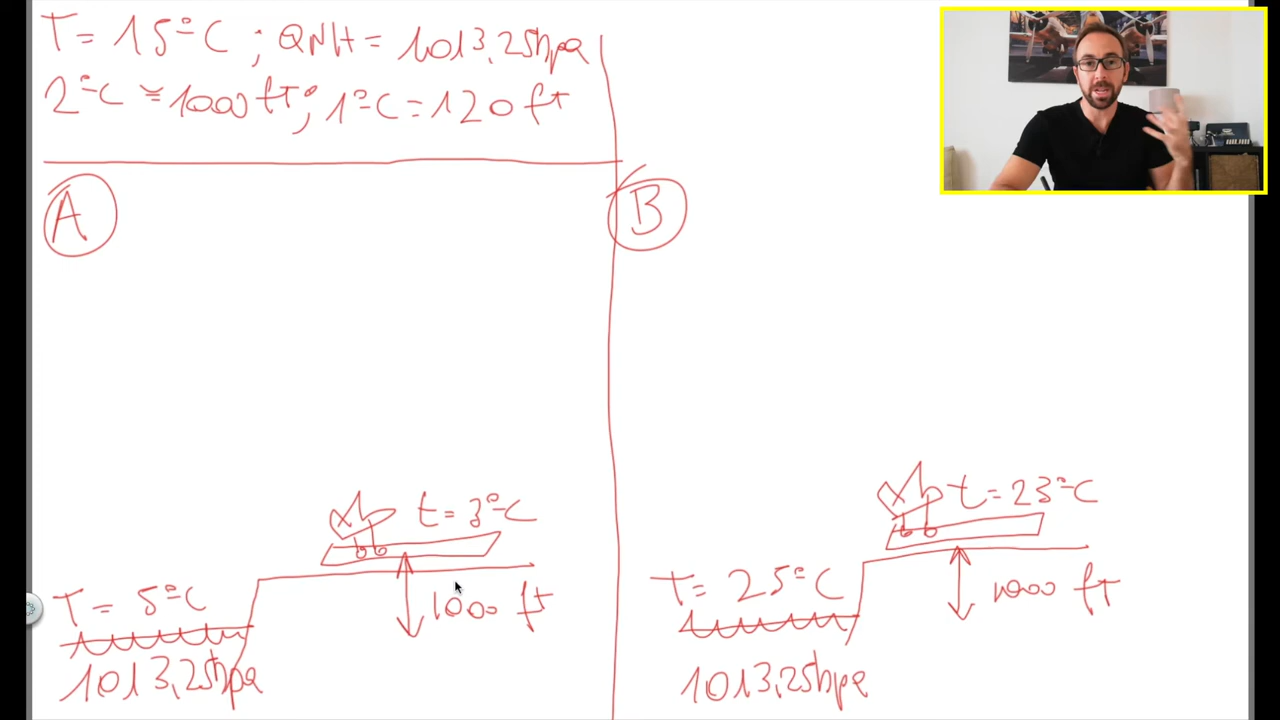 T = 15°C ; QNH = 1013,25hpa
2°C ≃ 1000 ft ; 1°C = 120 ft
A
B
t = 3°C
1000 ft
T = 5°C
1013,25hpa
t = 23°C
1000 ft
T = 25°C
1013,25hpa